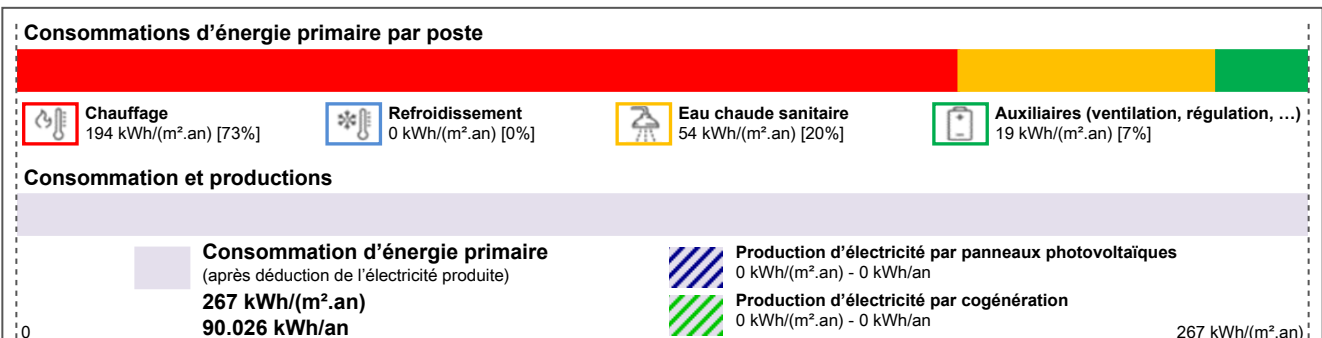 Consommations d'énergie primaire par poste
Chauffage
194 kWh/(m².an) [73%]
Refroidissement
0 kWh/(m².an) [0%]
Eau chaude sanitaire
54 kWh/(m².an) [20%]
Auxiliaires (ventilation, régulation, …)
19 kWh/(m².an) [7%]
Consommation et productions
Consommation d'énergie primaire
(après déduction de l'électricité produite)
267 kWh/(m².an)
90.026 kWh/an
Production d'électricité par panneaux photovoltaïques
0 kWh/(m².an) - 0 kWh/an
Production d'électricité par cogénération
0 kWh/(m².an) - 0 kWh/an
0
267 kWh/(m².an)